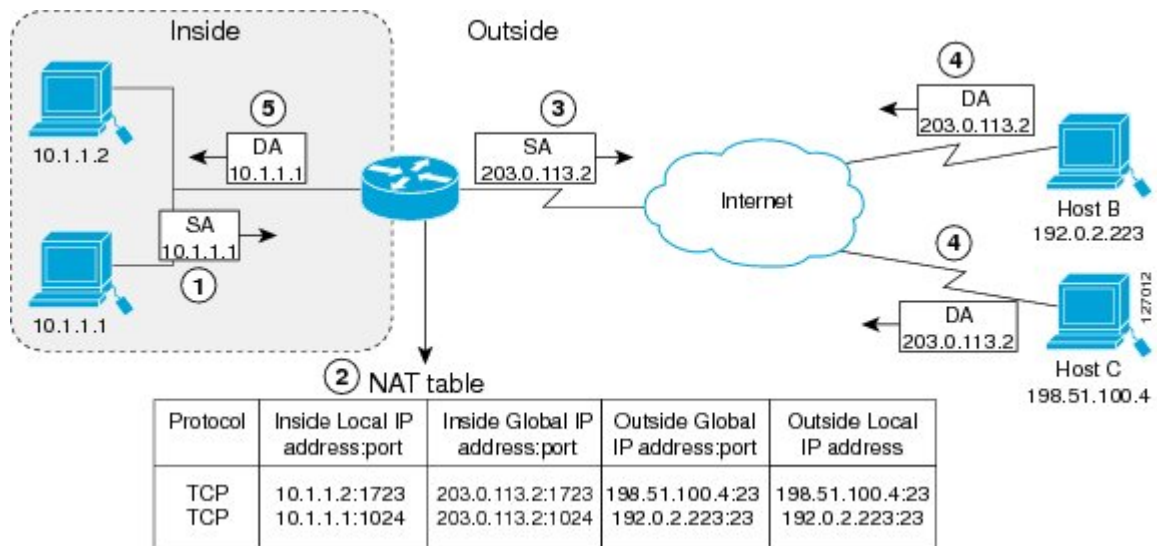 Inside
Outside
10.1.1.2
5
DA
10.1.1.1
3
SA
203.0.113.2
4
DA
203.0.113.2
Internet
Host B
192.0.2.223
SA
10.1.1.1
1
10.1.1.1
4
DA
203.0.113.2
127012
Host C
198.51.100.4
2 NAT table
Protocol
Inside Local IP
address:port
Inside Global IP
address:port
Outside Global
IP address:port
Outside Local
IP address
TCP 10.1.1.2:1723 203.0.113.2:1723 198.51.100.4:23 198.51.100.4:23
TCP 10.1.1.1:1024 203.0.113.2:1024 192.0.2.223:23 192.0.2.223:23